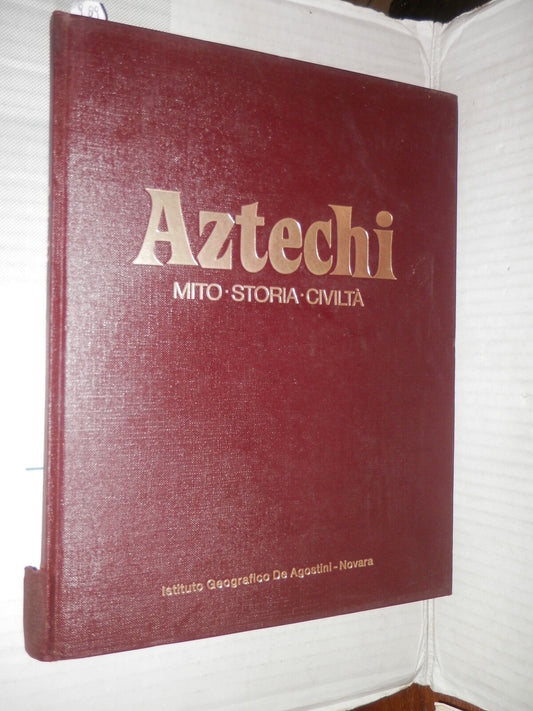 Aztechi
MITO · STORIA · CIVILTÀ
Istituto Geografico De Agostini - Novara